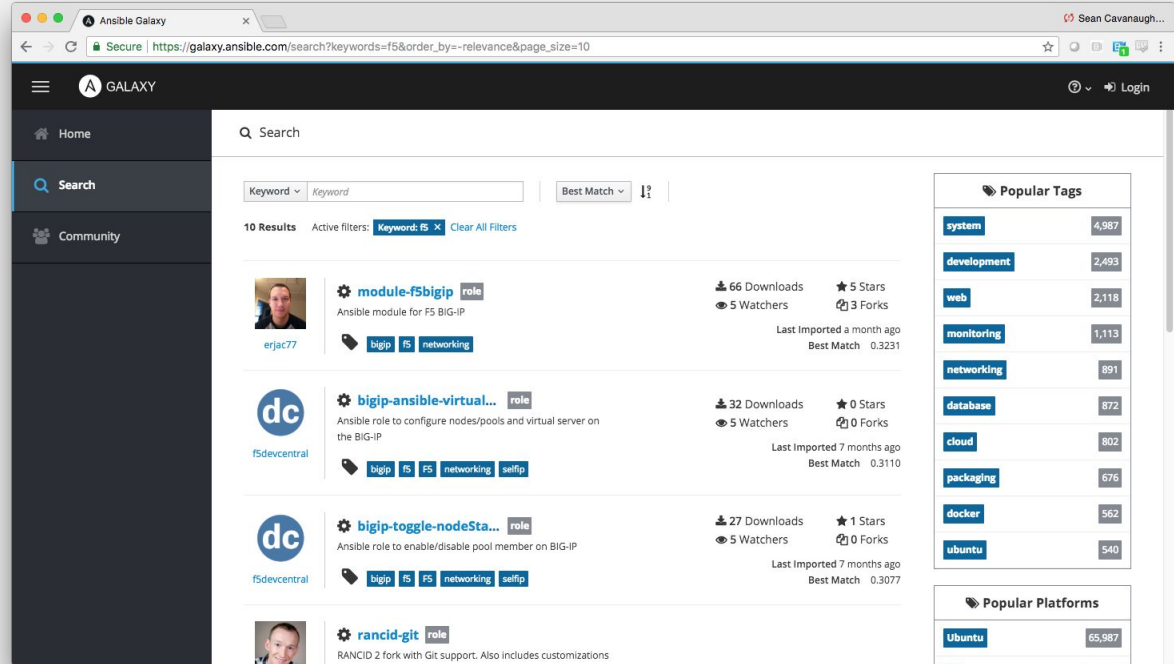 Ansible Galaxy
Sean Cavanaugh...
Secure | https://galaxy.ansible.com/search?keywords=f5&order_by=-relevance&page_size=10
GALAXY
Login
Home
Search
Community
Search
Keyword
Keyword
Best Match
10 Results Active filters: Keyword: f5 × Clear All Filters
module-f5bigip role
Ansible module for F5 BIG-IP
erjac77
bigip f5 networking
66 Downloads 5 Stars
5 Watchers 3 Forks
Last Imported a month ago
Best Match 0.3231
dc
f5devcentral
bigip-ansible-virtual... role
Ansible role to configure nodes/pools and virtual server on
the BIG-IP
bigip f5 F5 networking selfip
32 Downloads 0 Stars
5 Watchers 0 Forks
Last Imported 7 months ago
Best Match 0.3110
dc
f5devcentral
bigip-toggle-nodeSta... role
Ansible role to enable/disable pool member on BIG-IP
bigip f5 F5 networking selfip
27 Downloads 1 Stars
5 Watchers 0 Forks
Last Imported 7 months ago
Best Match 0.3077
rancid-git role
RANCID 2 fork with Git support. Also includes customizations
Popular Tags
system 4,987
development 2,493
web 2,118
monitoring 1,113
networking 891
database 872
cloud 802
packaging 676
docker 562
ubuntu 540
Popular Platforms
Ubuntu 65,987